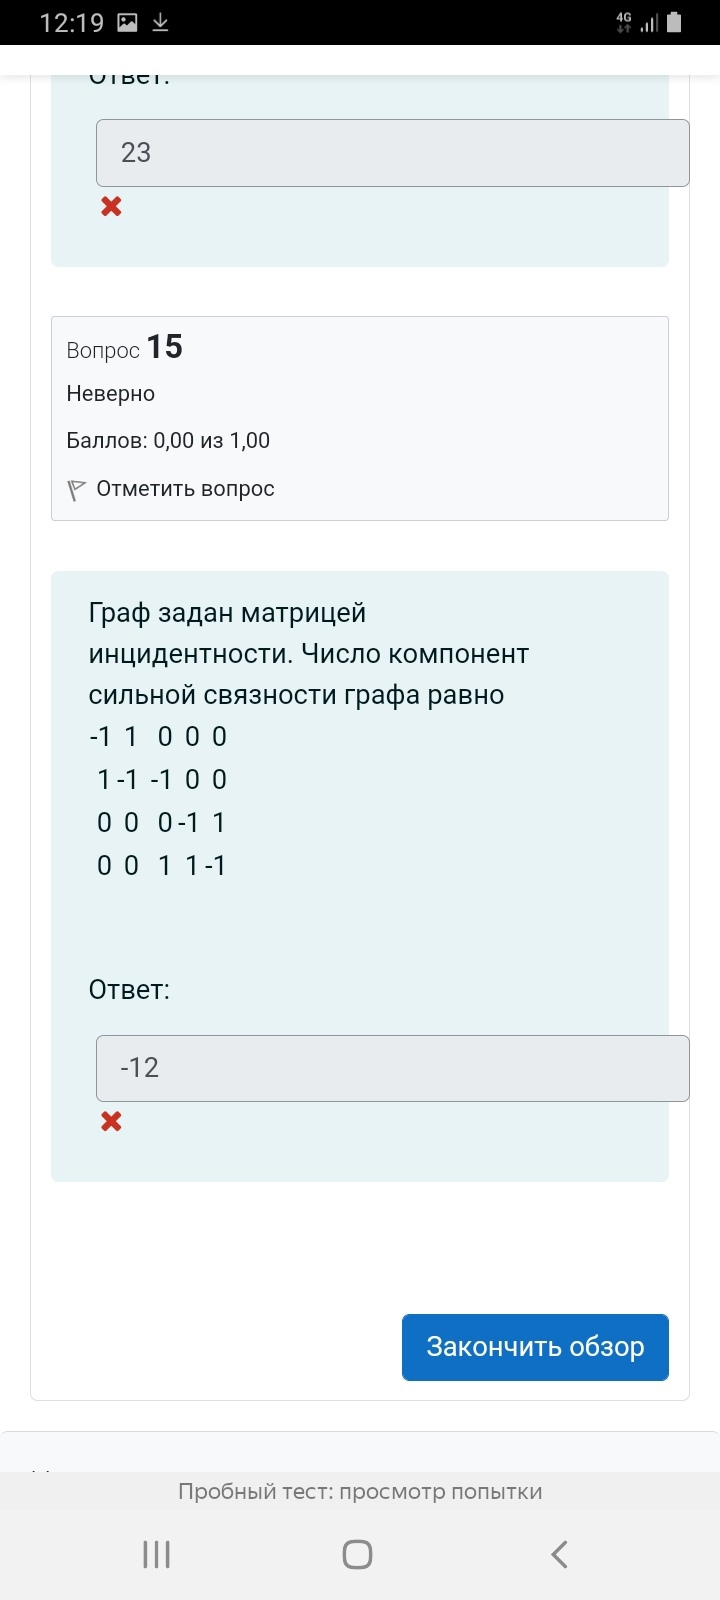 12:19
4G
Ответ:
23
Вопрос 15
Неверно
Баллов: 0,00 из 1,00
Отметить вопрос
Граф задан матрицей
инцидентности. Число компонент
сильной связности графа равно
-1 1 0 0 0
1 -1 -1 0 0
0 0 0 -1 1
0 0 1 1 -1
Ответ:
-12
Закончить обзор
Пробный тест: просмотр попытки